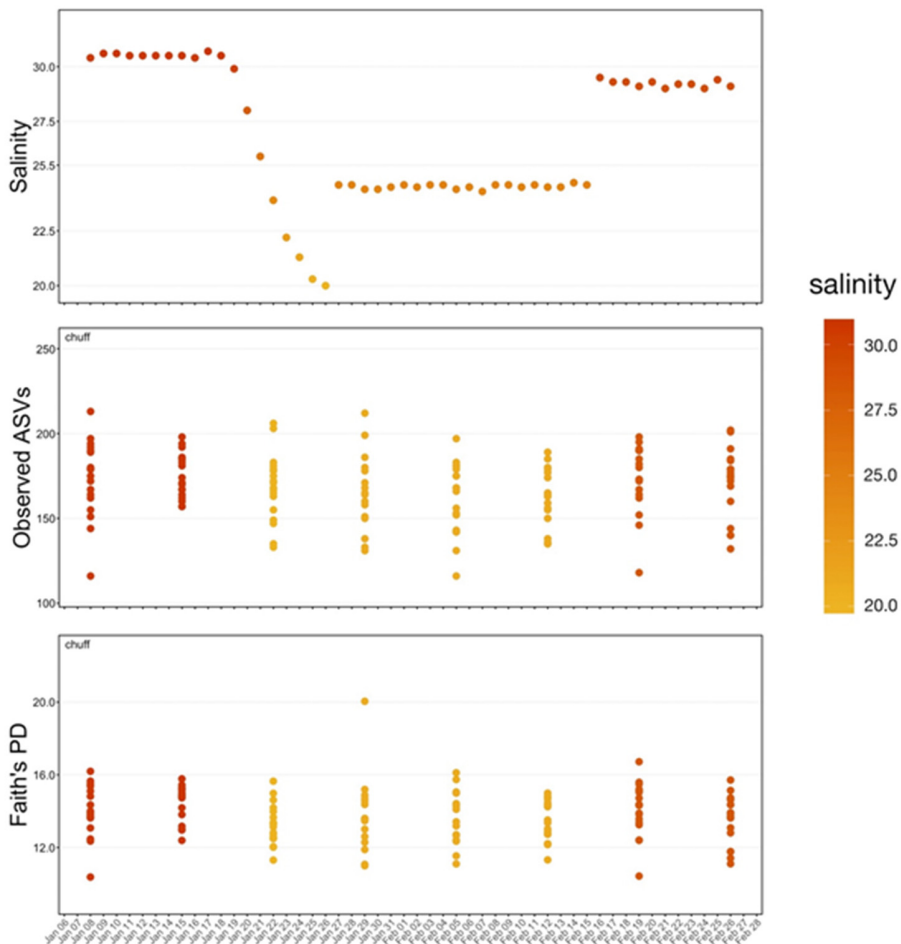 Salinity
30.0
27.5
25.5
22.5
20.0
chuff
Observed ASVs
250
200
150
100
chuff
Faith's PD
20.0
16.0
12.0
salinity
30.0
27.5
25.0
22.5
20.0
Jan 06
Jan 07
Jan 08
Jan 09
Jan 10
Jan 11
Jan 12
Jan 13
Jan 14
Jan 15
Jan 16
Jan 17
Jan 18
Jan 19
Jan 20
Jan 21
Jan 22
Jan 23
Jan 24
Jan 25
Jan 26
Jan 27
Jan 28
Jan 29
Jan 30
Jan 31
Feb 01
Feb 02
Feb 03
Feb 04
Feb 05
Feb 06
Feb 07
Feb 08
Feb 09
Feb 10
Feb 11
Feb 12
Feb 13
Feb 14
Feb 15
Feb 16
Feb 17
Feb 18
Feb 19
Feb 20
Feb 21
Feb 22
Feb 23
Feb 24
Feb 25
Feb 26
Feb 27
Feb 28